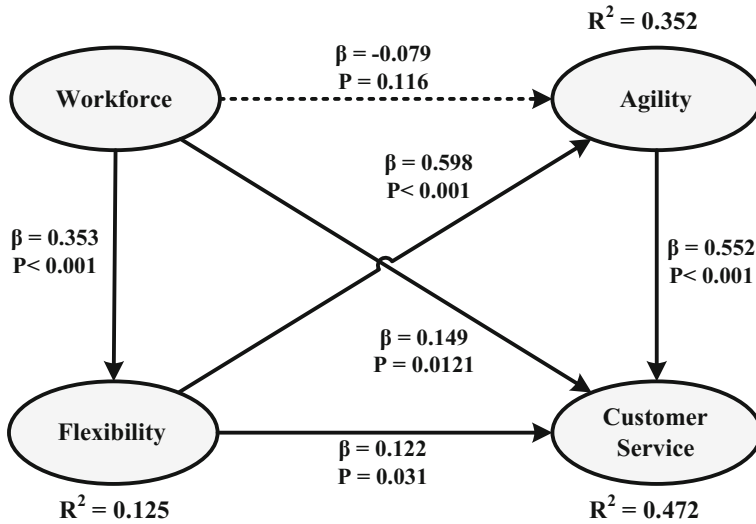 R² = 0.352
β = -0.079
P = 0.116
Workforce
Agility
β = 0.598
P< 0.001
β = 0.353
P< 0.001
β = 0.552
P< 0.001
β = 0.149
P = 0.0121
Flexibility
Customer
Service
β = 0.122
P = 0.031
R² = 0.125
R² = 0.472